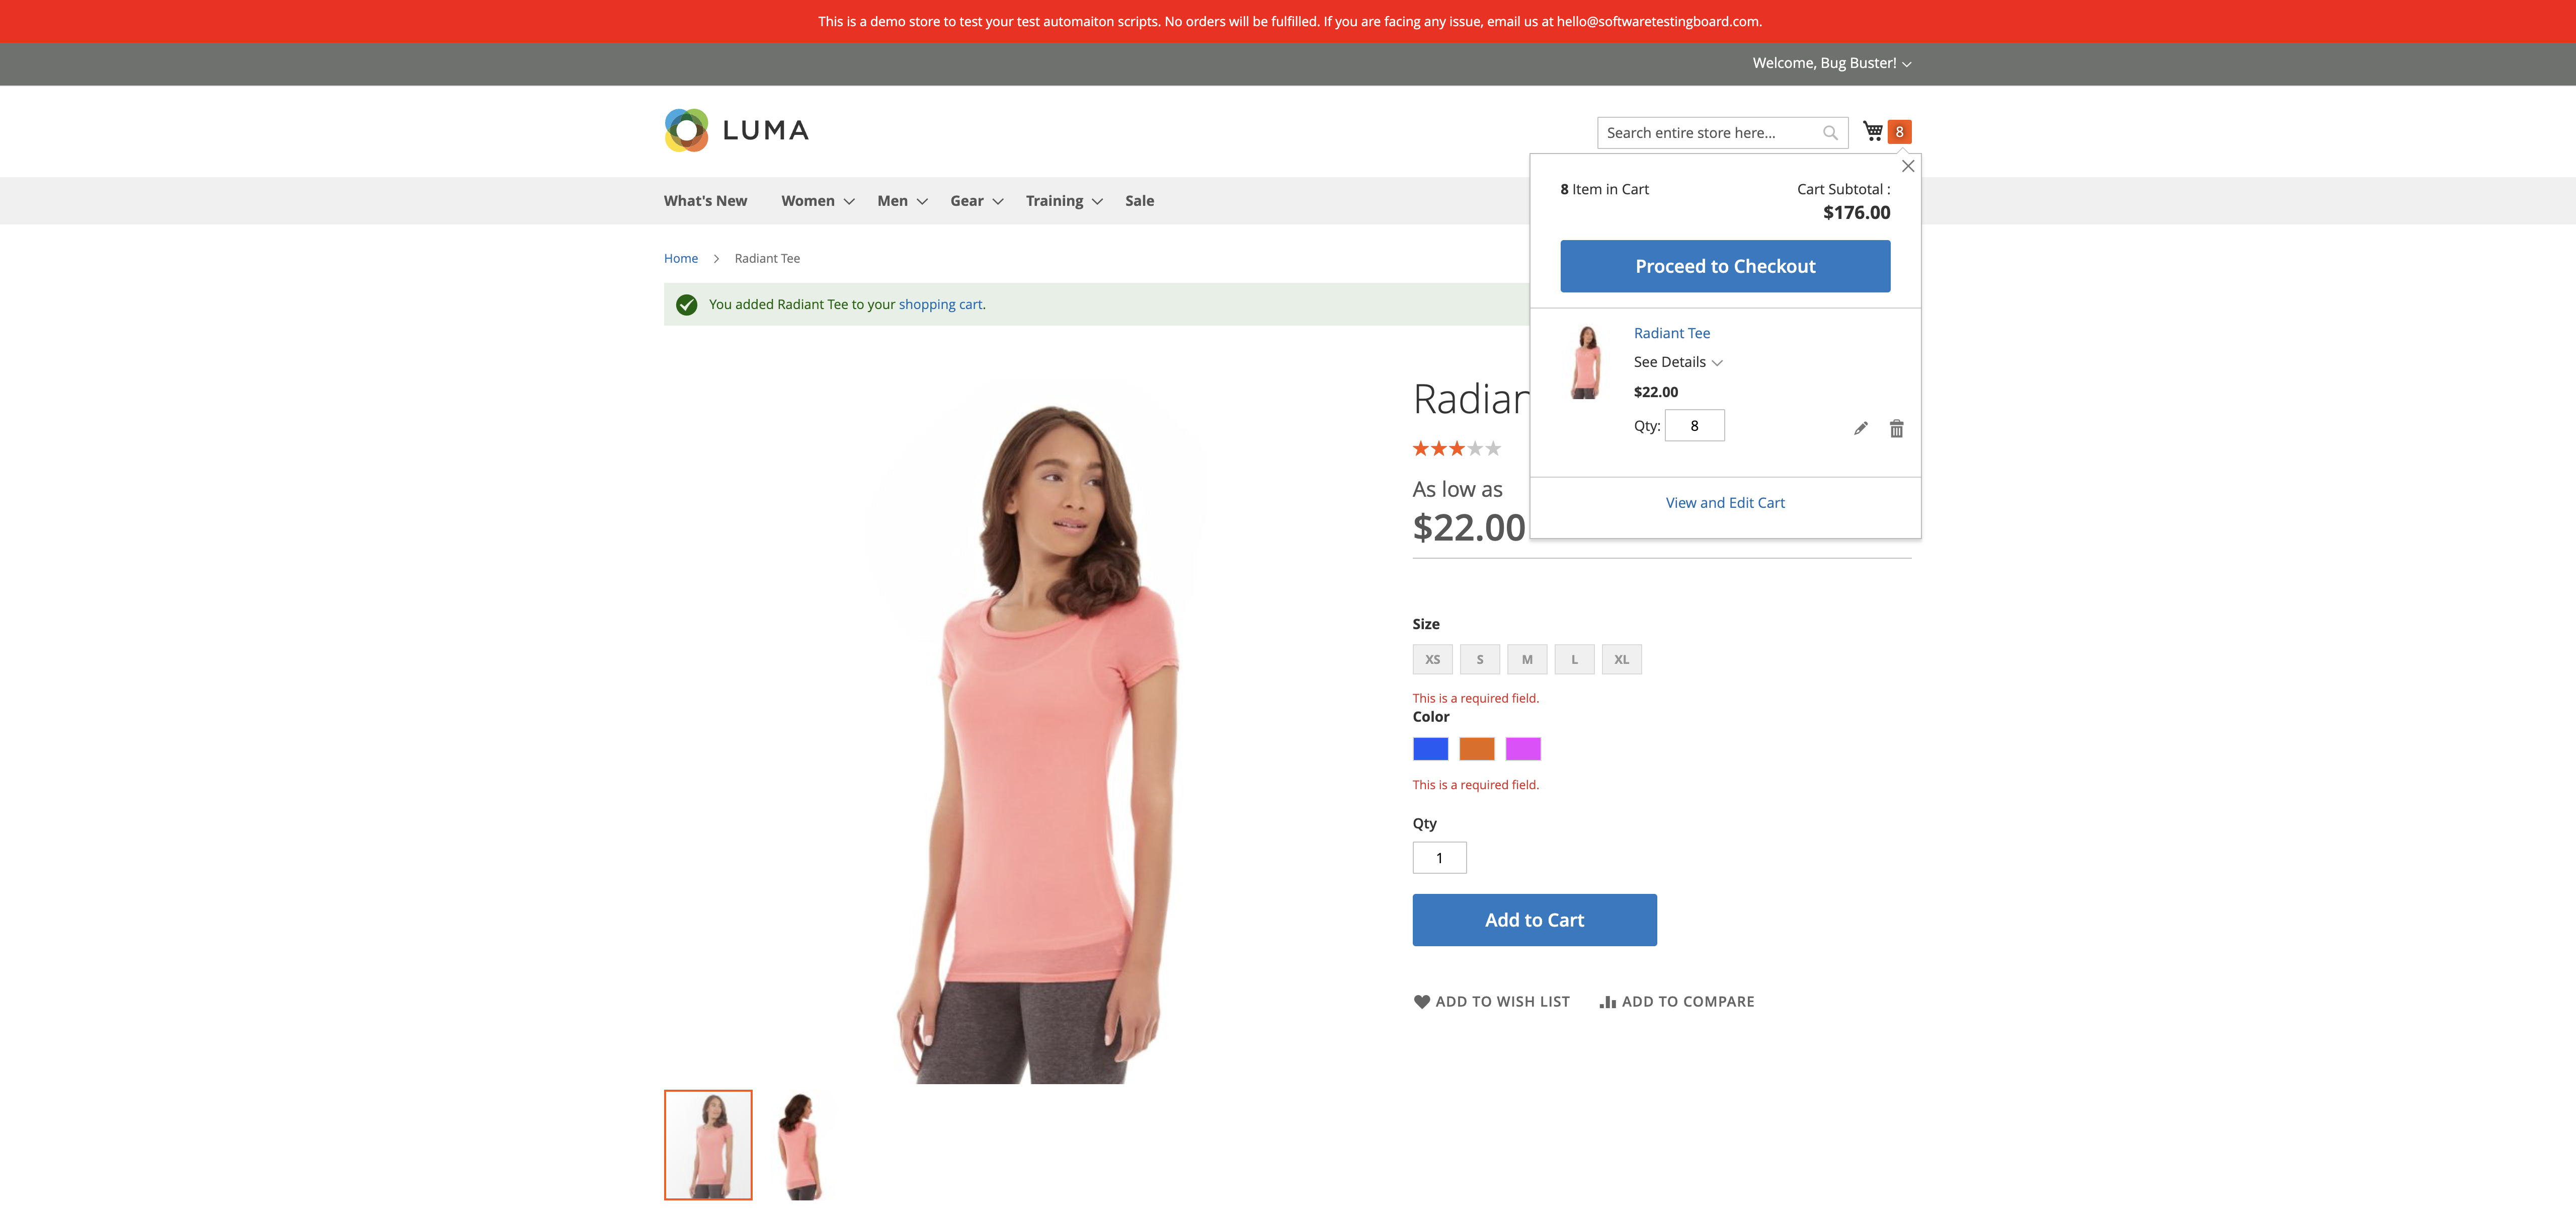 This is a demo store to test your test automaiton scripts. No orders will be fulfilled. If you are facing any issue, email us at hello@softwaretestingboard.com.
Welcome, Bug Buster!
LUMA
Search entire store here...
8
What's New
Women
Men
Gear
Training
Sale
8 Item in Cart
Cart Subtotal :
$176.00
Proceed to Checkout
Radiant Tee
See Details
$22.00
Qty: 8
View and Edit Cart
Home
Radiant Tee
You added Radiant Tee to your shopping cart.
As low as
$22.00
Size
XS S M L XL
This is a required field.
Color
This is a required field.
Qty
1
Add to Cart
ADD TO WISH LIST
ADD TO COMPARE